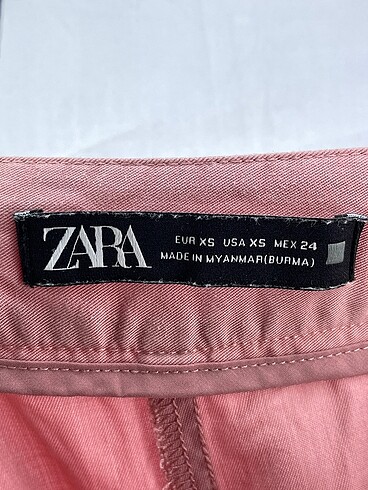 ZARA
EUR XS USA XS MEX 24
MADE IN MYANMAR(BURMA)